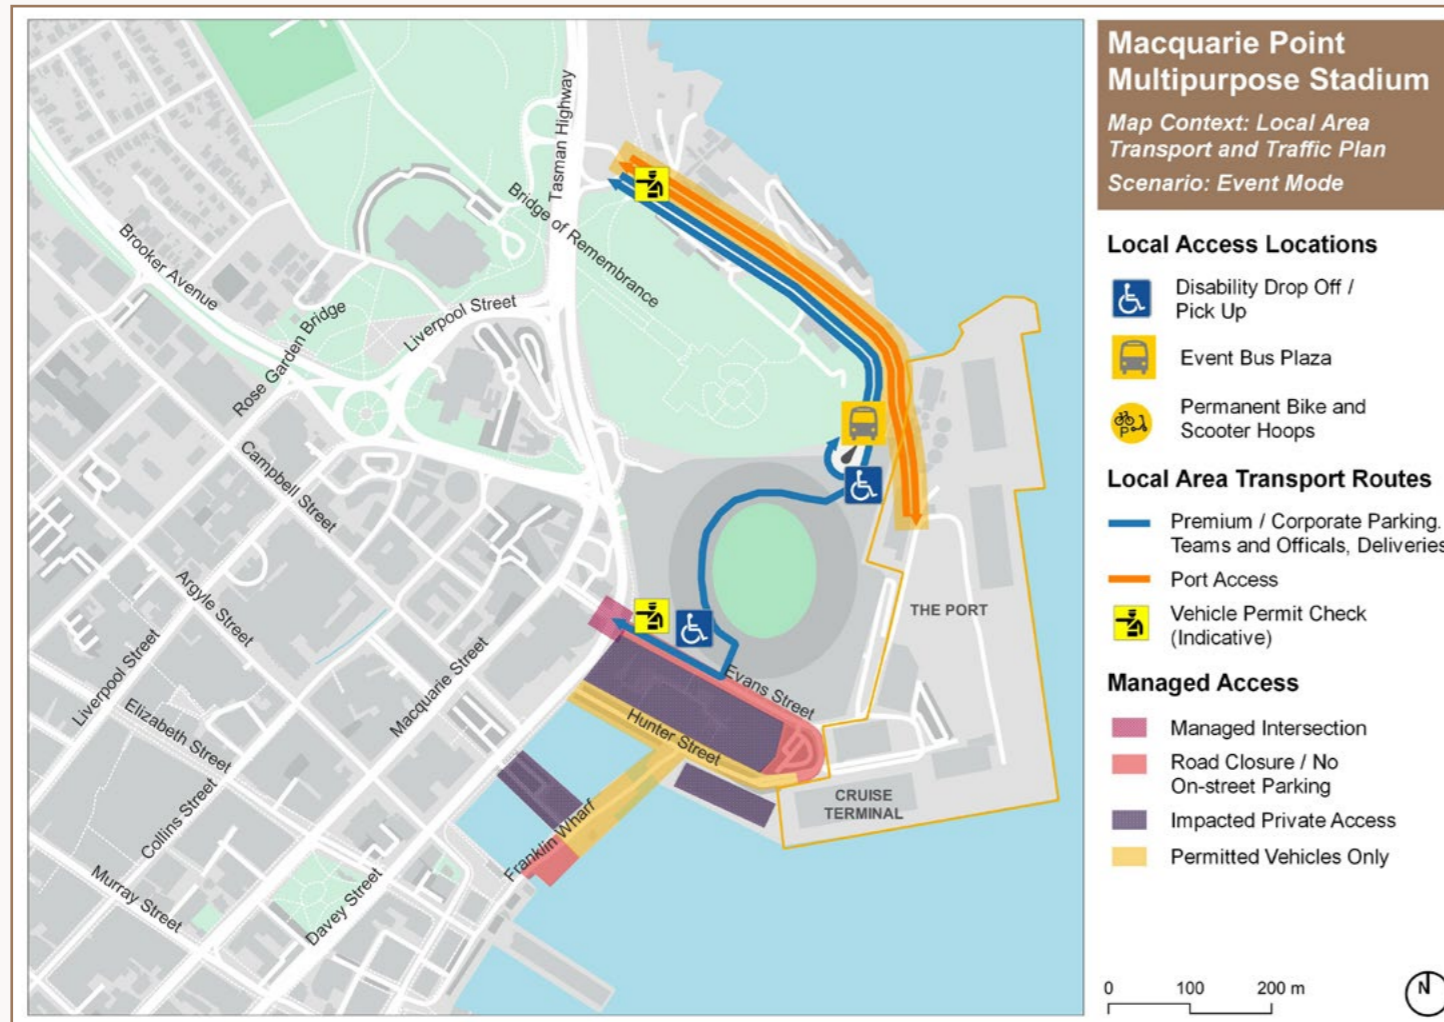 Macquarie Point
Multipurpose Stadium
Map Context: Local Area
Transport and Traffic Plan
Scenario: Event Mode
Local Access Locations
Disability Drop Off /
Pick Up
Event Bus Plaza
P
Permanent Bike and
Scooter Hoops
Local Area Transport Routes
Premium / Corporate Parking.
Teams and Officals, Deliveries
Port Access
Vehicle Permit Check
(Indicative)
Managed Access
Managed Intersection
Road Closure / No
On-street Parking
Impacted Private Access
Permitted Vehicles Only
0 100 200 m
N
Tasman Highway
Bridge of Remembrance
Brooker Avenue
Rose Garden Bridge
Liverpool Street
Campbell Street
Argyle Street
Liverpool Street
Elizabeth Street
Macquarie Street
Collins Street
Murray Street
Davey Street
Evans Street
Hunter Street
Franklin Wharf
THE PORT
CRUISE
TERMINAL